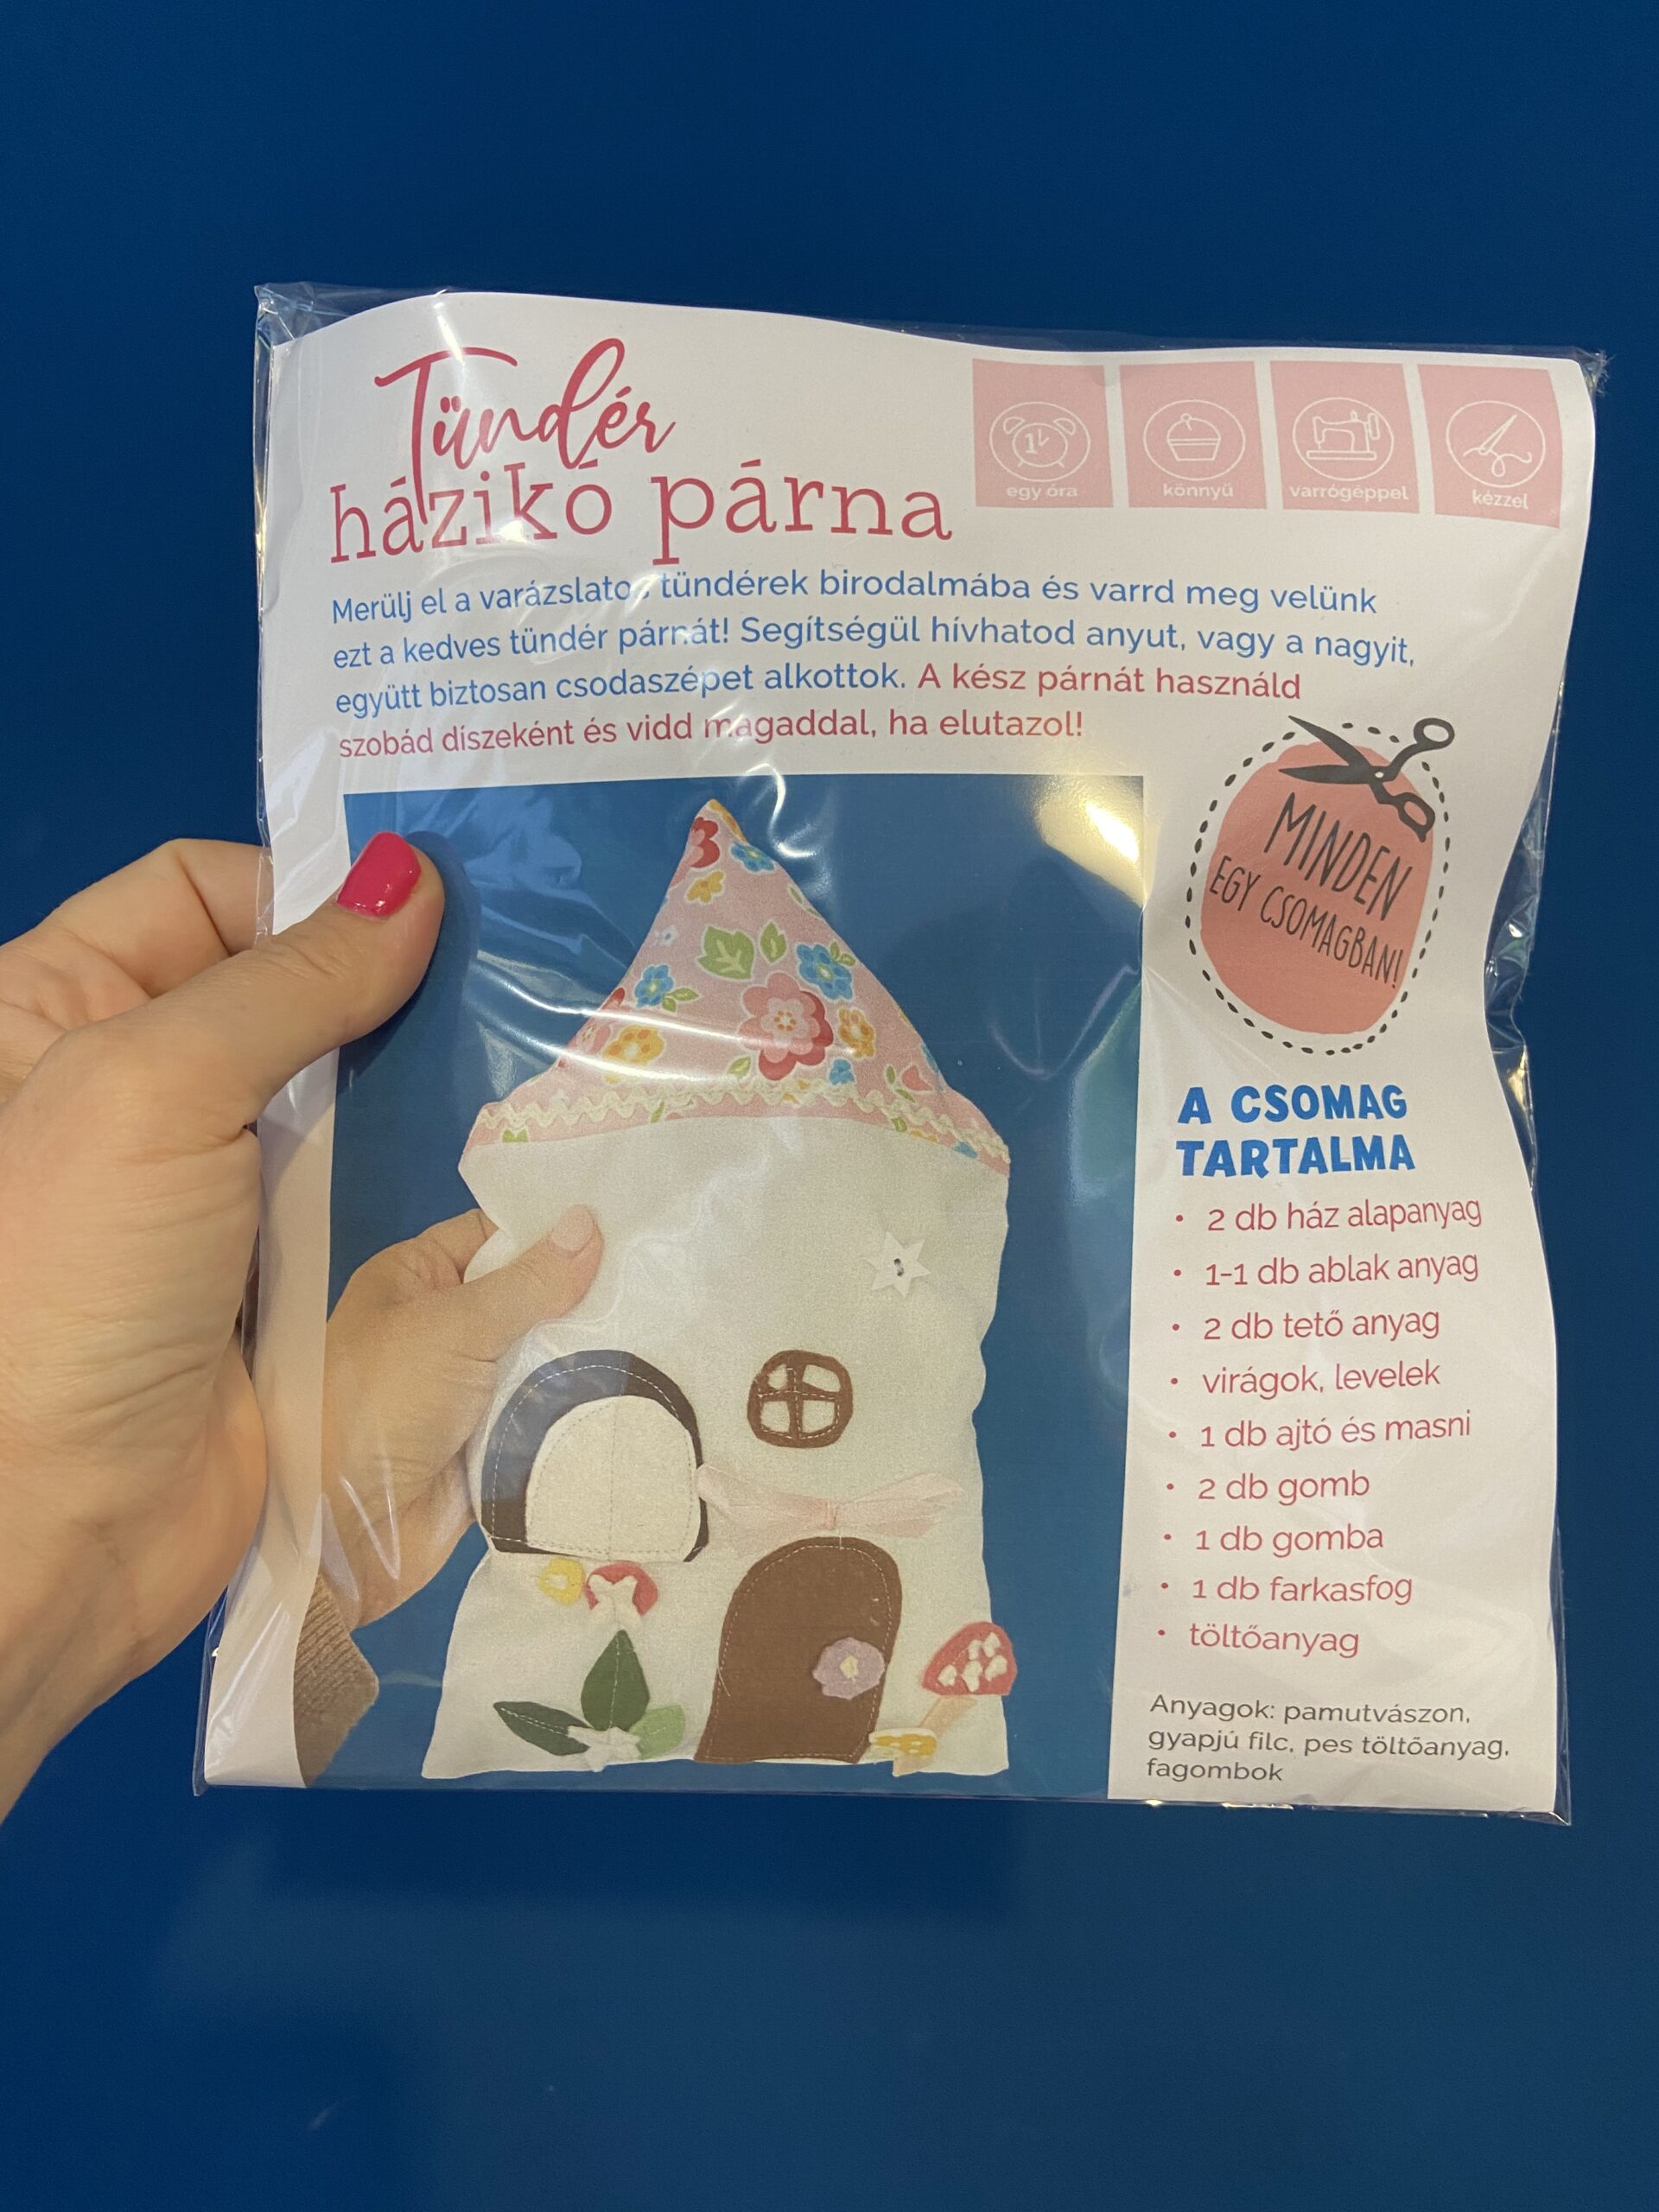 Tündér
házikó párna
egy óra
könnyű
varrógéppel
kézzel
Merülj el a varázslatos tündérek birodalmába és varrd meg velünk
ezt a kedves tündér párnát! Segítségül hívhatod anyut, vagy a nagyit,
együtt biztosan csodaszépet alkottok. A kész párnát használd
szobád díszeként és vidd magaddal, ha elutazol!
MINDEN
EGY CSOMAGBAN!
A CSOMAG
TARTALMA
• 2 db ház alapanyag
• 1-1 db ablak anyag
• 2 db tető anyag
• virágok, levelek
• 1 db ajtó és masni
• 2 db gomb
• 1 db gomba
• 1 db farkasfog
• töltőanyag
Anyagok: pamutvászon,
gyapjú filc, pes töltőanyag,
fagombok